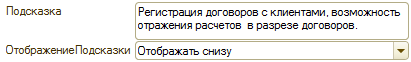 Подсказка
Регистрация договоров с клиентами, возможность
отражения расчетов  в разрезе договоров.
ОтображениеПодсказки
Отображать снизу